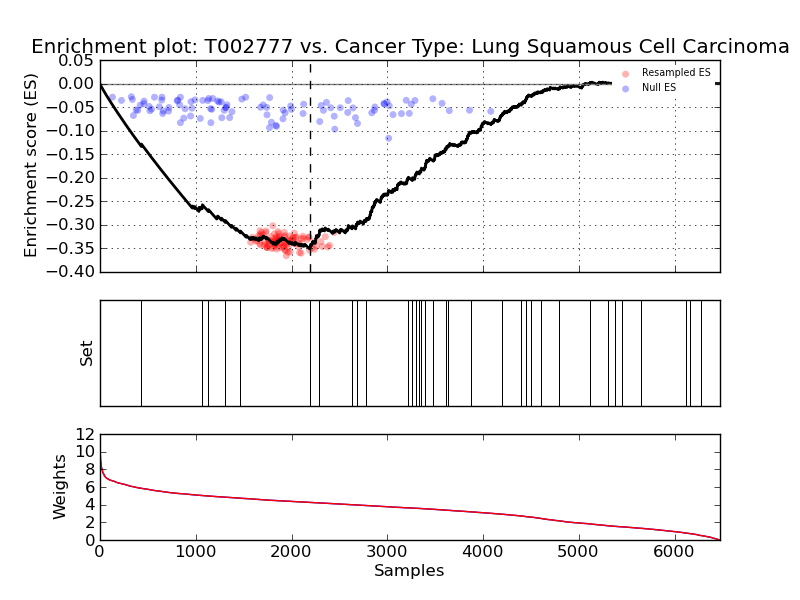 Enrichment plot: T002777 vs. Cancer Type: Lung Squamous Cell Carcinoma
Enrichment score (ES)
0.05
0.00
−0.05
−0.10
−0.15
−0.20
−0.25
−0.30
−0.35
−0.40
Resampled ES
Null ES
Set
Weights
12
10
8
6
4
2
0
0 1000 2000 3000 4000 5000 6000
Samples